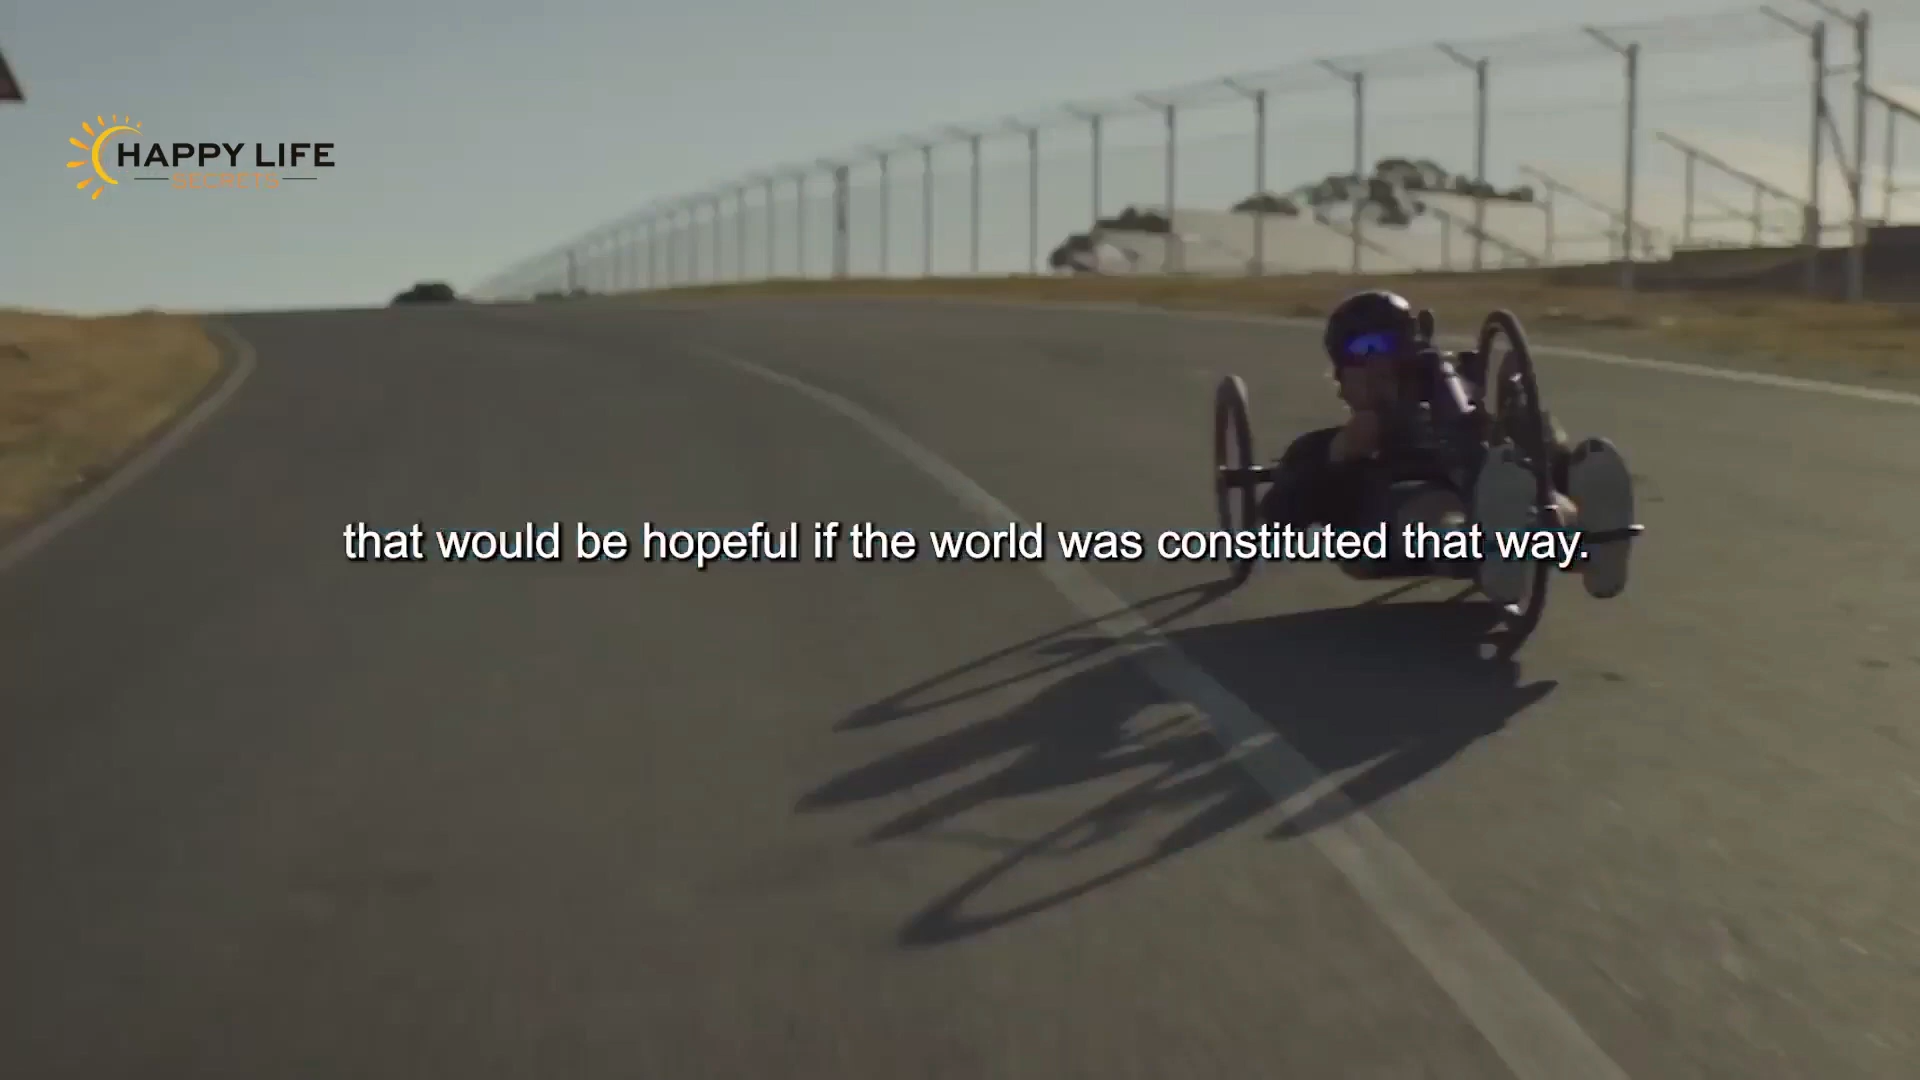 HAPPY LIFE
SECRETS
that would be hopeful if the world was constituted that way.